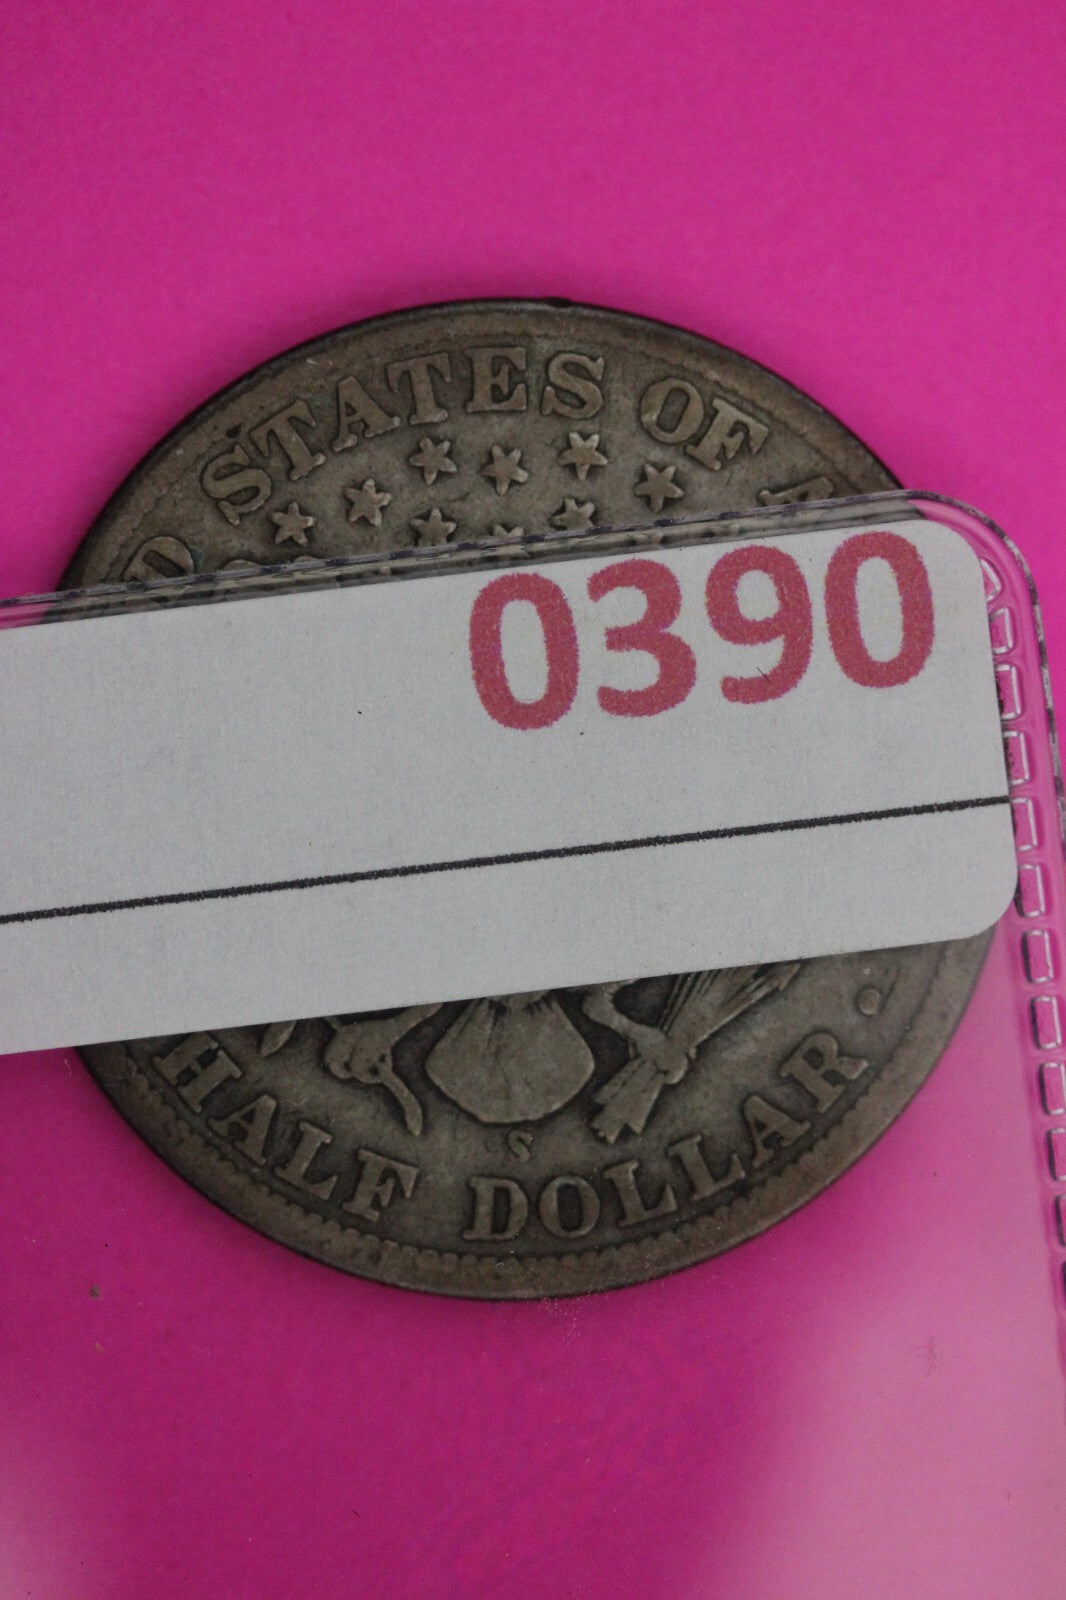 D STATES OF A
0390
S
HALF DOLLAR